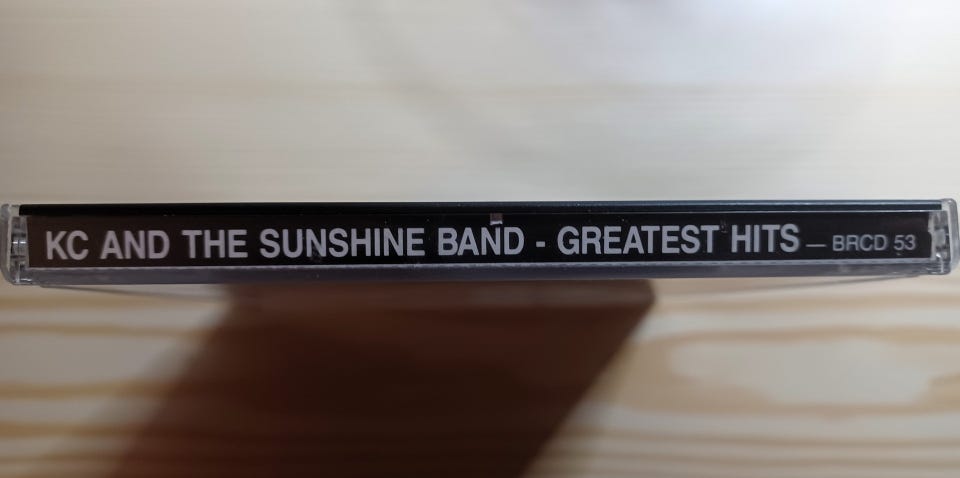 KC AND THE SUNSHINE BAND - GREATEST HITS — BRCD 53